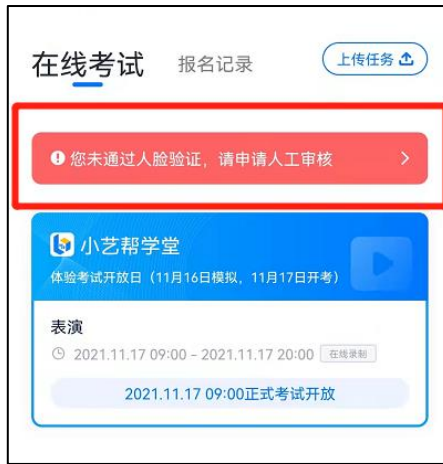 在线考试 报名记录 上传任务
您未通过人脸验证，请申请人工审核
小艺帮学堂
体验考试开放日（11月16日模拟，11月17日开考）
表演
2021.11.17 09:00 - 2021.11.17 20:00 在线录制
2021.11.17 09:00正式考试开放